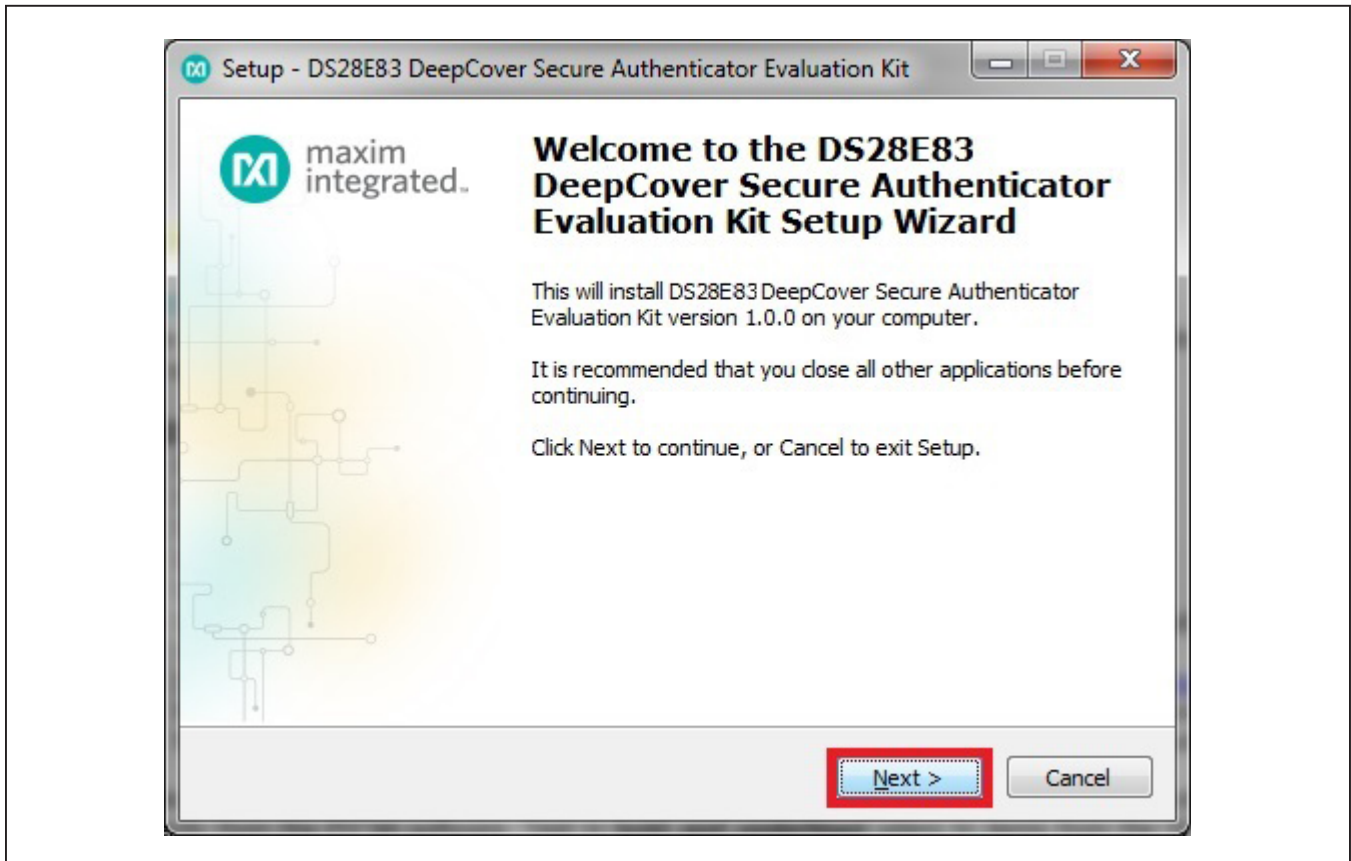 Setup - DS28E83 DeepCover Secure Authenticator Evaluation Kit
maxim
integrated™
Welcome to the DS28E83
DeepCover Secure Authenticator
Evaluation Kit Setup Wizard
This will install DS28E83 DeepCover Secure Authenticator
Evaluation Kit version 1.0.0 on your computer.
It is recommended that you close all other applications before
continuing.
Click Next to continue, or Cancel to exit Setup.
Next >
Cancel